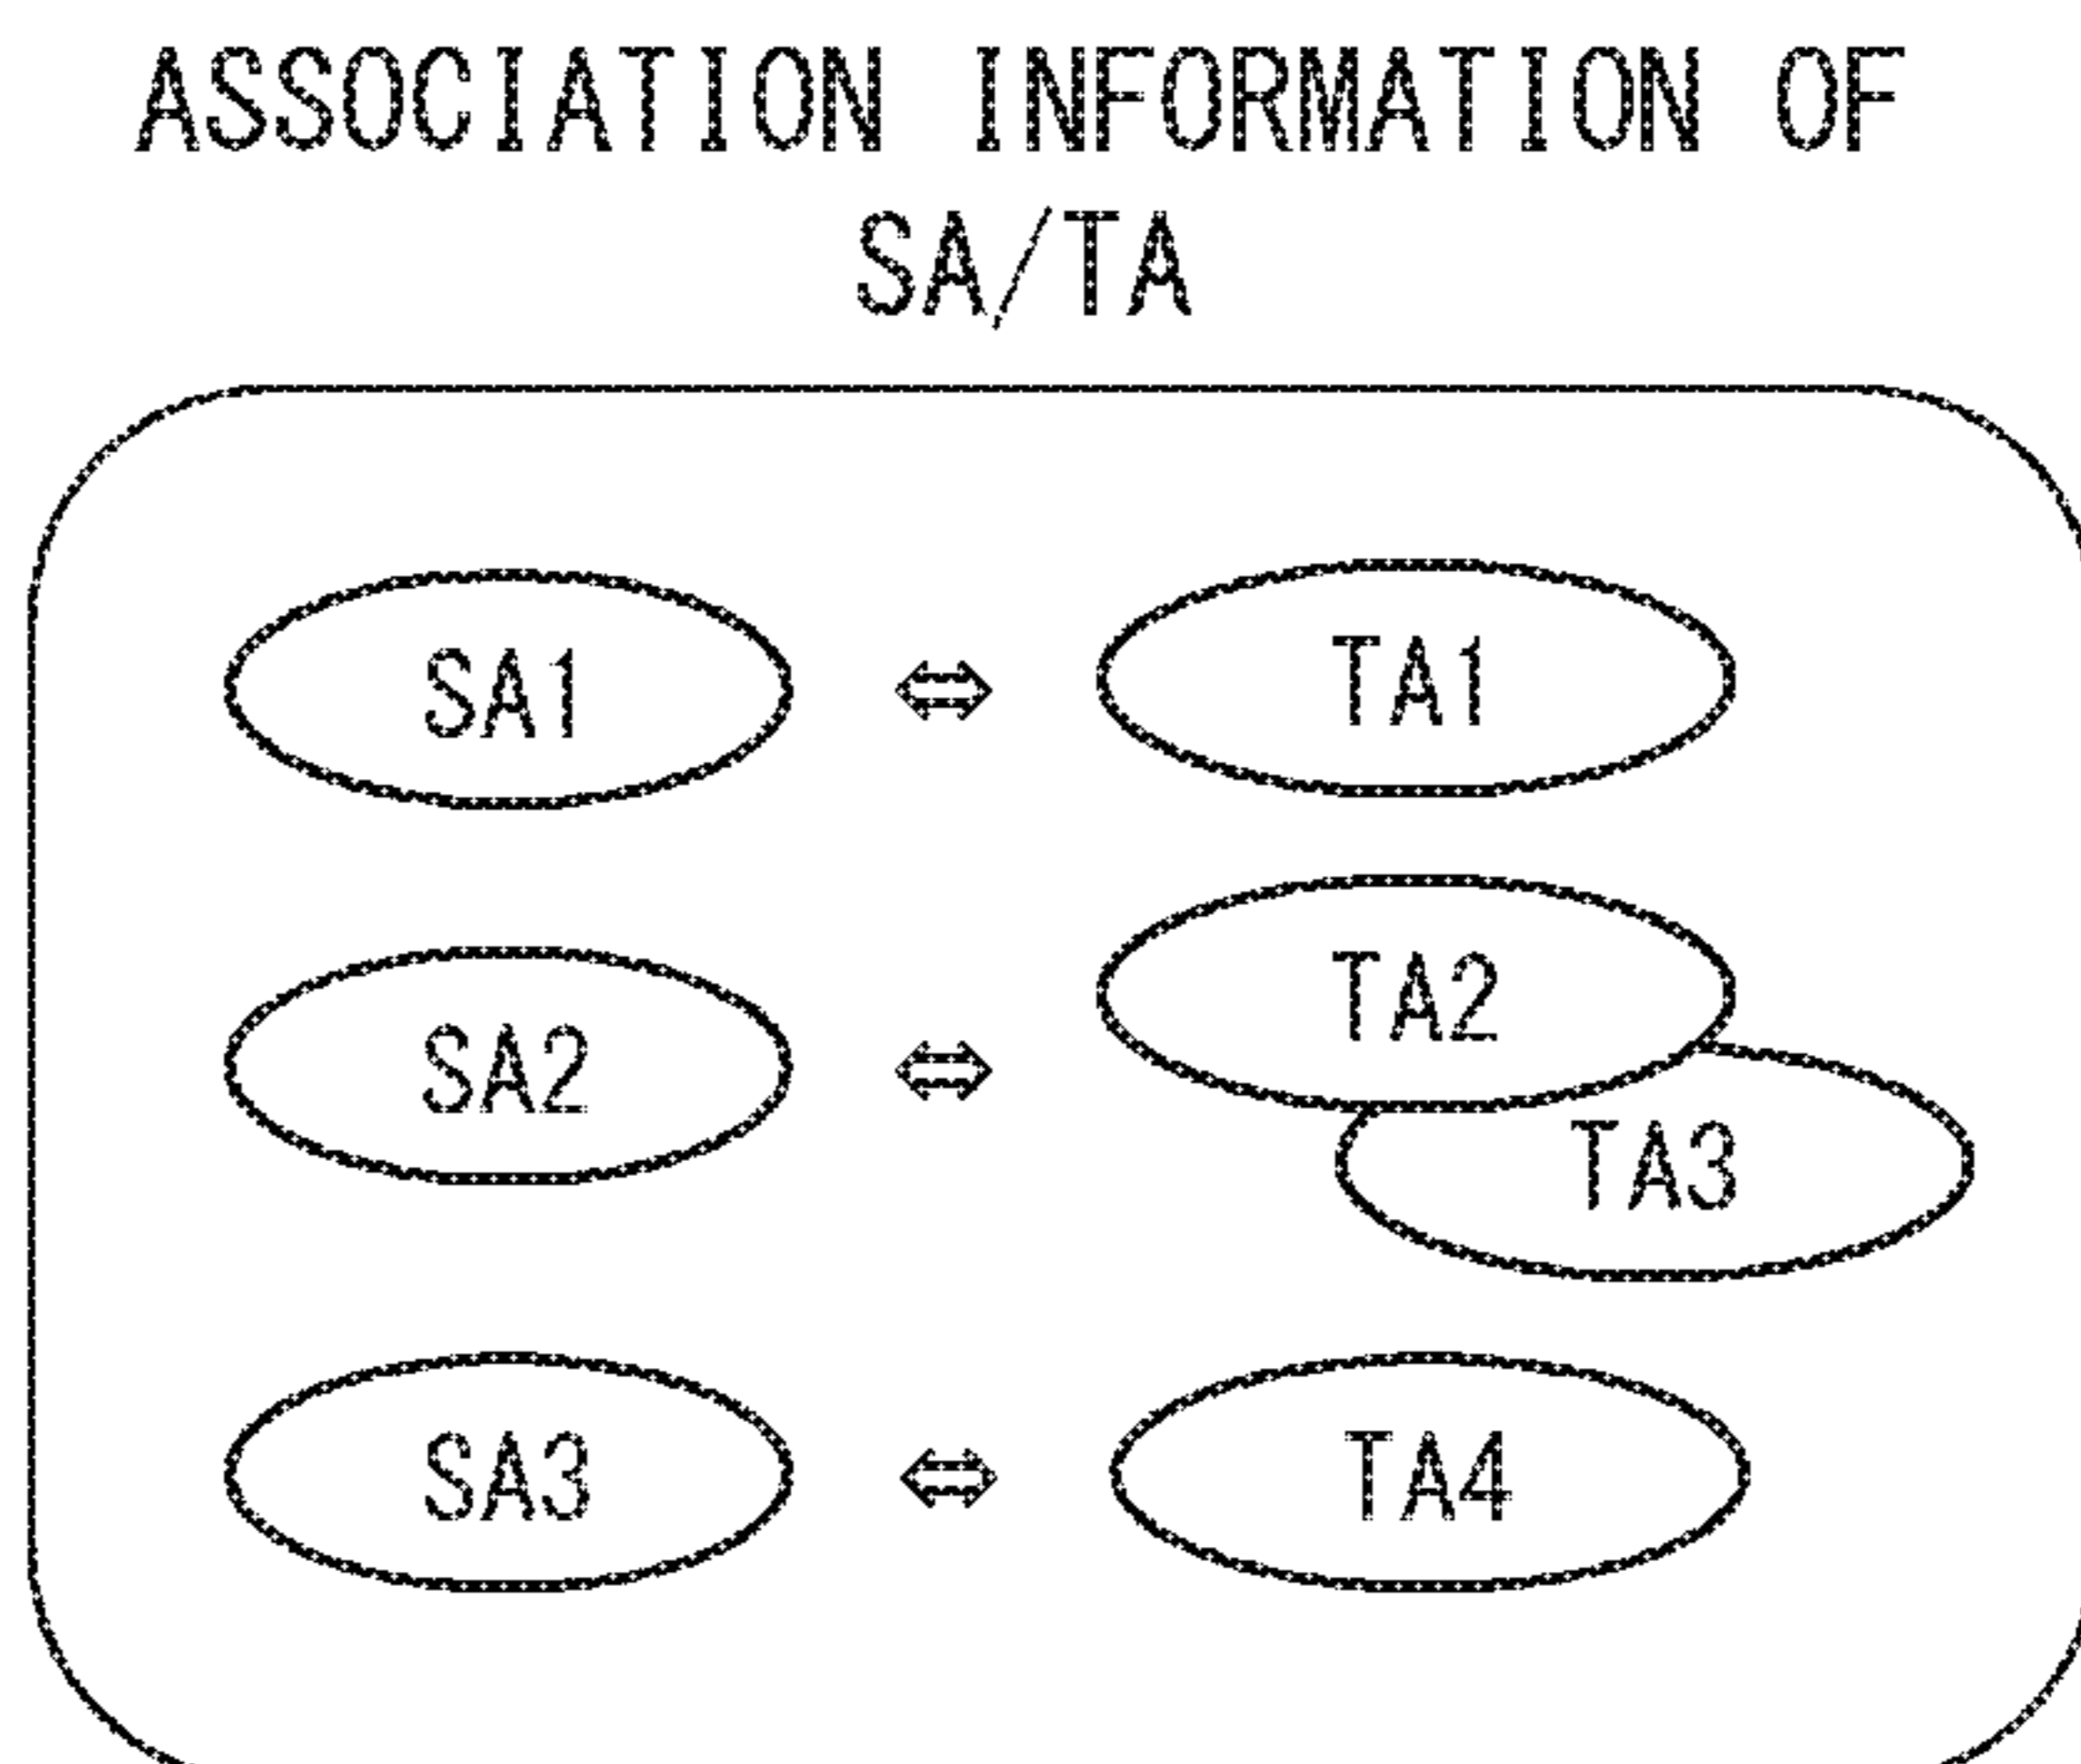 ASSOCIATION INFORMATION OF
SA/TA
SA1 ⇔ TA1
SA2 ⇔ TA2
TA3
SA3 ⇔ TA4